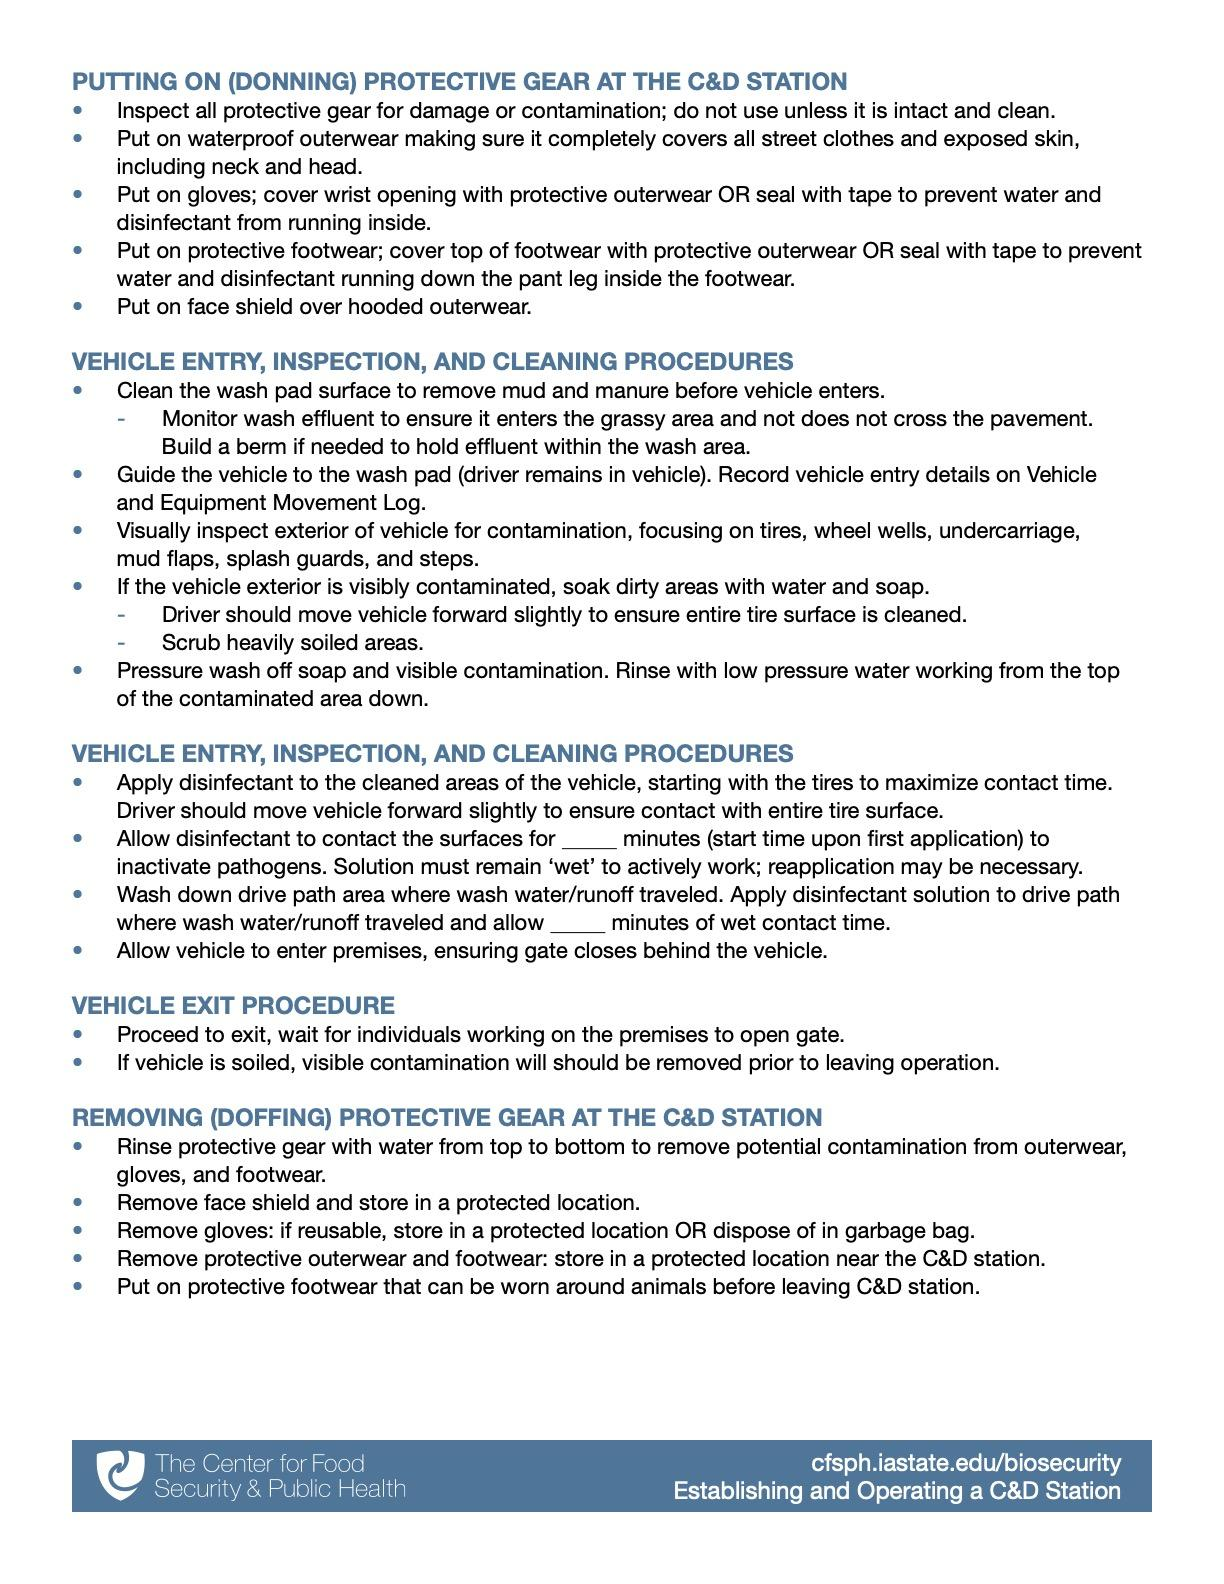 PUTTING ON (DONNING) PROTECTIVE GEAR AT THE C&D STATION
• Inspect all protective gear for damage or contamination; do not use unless it is intact and clean.
• Put on waterproof outerwear making sure it completely covers all street clothes and exposed skin,
including neck and head.
• Put on gloves; cover wrist opening with protective outerwear OR seal with tape to prevent water and
disinfectant from running inside.
• Put on protective footwear; cover top of footwear with protective outerwear OR seal with tape to prevent
water and disinfectant running down the pant leg inside the footwear.
• Put on face shield over hooded outerwear.
VEHICLE ENTRY, INSPECTION, AND CLEANING PROCEDURES
• Clean the wash pad surface to remove mud and manure before vehicle enters.
- Monitor wash effluent to ensure it enters the grassy area and not does not cross the pavement.
Build a berm if needed to hold effluent within the wash area.
• Guide the vehicle to the wash pad (driver remains in vehicle). Record vehicle entry details on Vehicle
and Equipment Movement Log.
• Visually inspect exterior of vehicle for contamination, focusing on tires, wheel wells, undercarriage,
mud flaps, splash guards, and steps.
• If the vehicle exterior is visibly contaminated, soak dirty areas with water and soap.
- Driver should move vehicle forward slightly to ensure entire tire surface is cleaned.
- Scrub heavily soiled areas.
• Pressure wash off soap and visible contamination. Rinse with low pressure water working from the top
of the contaminated area down.
VEHICLE ENTRY, INSPECTION, AND CLEANING PROCEDURES
• Apply disinfectant to the cleaned areas of the vehicle, starting with the tires to maximize contact time.
Driver should move vehicle forward slightly to ensure contact with entire tire surface.
• Allow disinfectant to contact the surfaces for _____ minutes (start time upon first application) to
inactivate pathogens. Solution must remain ‘wet’ to actively work; reapplication may be necessary.
• Wash down drive path area where wash water/runoff traveled. Apply disinfectant solution to drive path
where wash water/runoff traveled and allow _____ minutes of wet contact time.
• Allow vehicle to enter premises, ensuring gate closes behind the vehicle.
VEHICLE EXIT PROCEDURE
• Proceed to exit, wait for individuals working on the premises to open gate.
• If vehicle is soiled, visible contamination will should be removed prior to leaving operation.
REMOVING (DOFFING) PROTECTIVE GEAR AT THE C&D STATION
• Rinse protective gear with water from top to bottom to remove potential contamination from outerwear,
gloves, and footwear.
• Remove face shield and store in a protected location.
• Remove gloves: if reusable, store in a protected location OR dispose of in garbage bag.
• Remove protective outerwear and footwear: store in a protected location near the C&D station.
• Put on protective footwear that can be worn around animals before leaving C&D station.
The Center for Food
Security & Public Health
cfsph.iastate.edu/biosecurity
Establishing and Operating a C&D Station